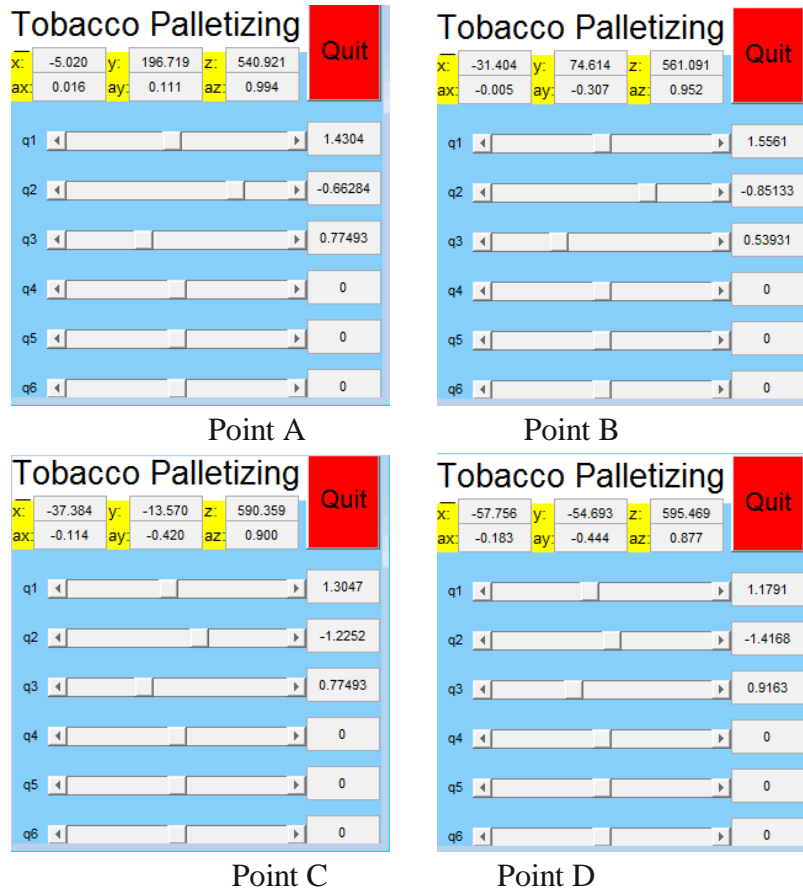 Tobacco Palletizing Quit
x: -5.020 y: 196.719 z: 540.921
ax: 0.016 ay: 0.111 az: 0.994
q1 1.4304
q2 -0.66284
q3 0.77493
q4 0
q5 0
q6 0
Point A
Tobacco Palletizing Quit
x: -31.404 y: 74.614 z: 561.091
ax: -0.005 ay: -0.307 az: 0.952
q1 1.5561
q2 -0.85133
q3 0.53931
q4 0
q5 0
q6 0
Point B
Tobacco Palletizing Quit
x: -37.384 y: -13.570 z: 590.359
ax: -0.114 ay: -0.420 az: 0.900
q1 1.3047
q2 -1.2252
q3 0.77493
q4 0
q5 0
q6 0
Point C
Tobacco Palletizing Quit
x: -57.756 y: -54.693 z: 595.469
ax: -0.183 ay: -0.444 az: 0.877
q1 1.1791
q2 -1.4168
q3 0.9163
q4 0
q5 0
q6 0
Point D